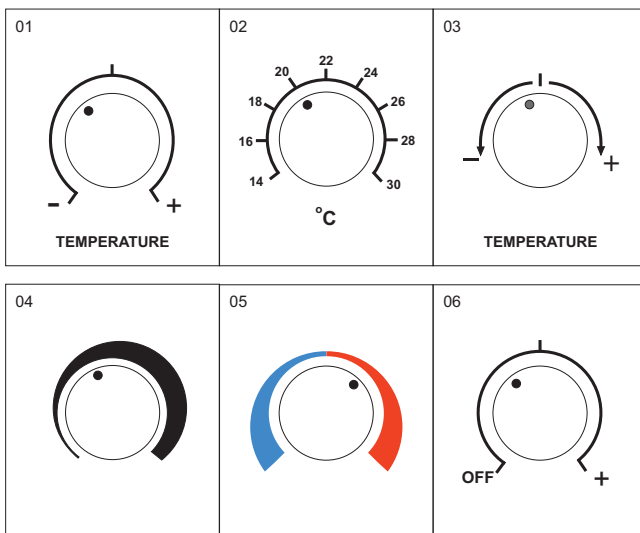 01
- +
TEMPERATURE
02
14 16 18 20 22 24 26 28 30
°C
03
− +
TEMPERATURE
04
05
06
OFF +